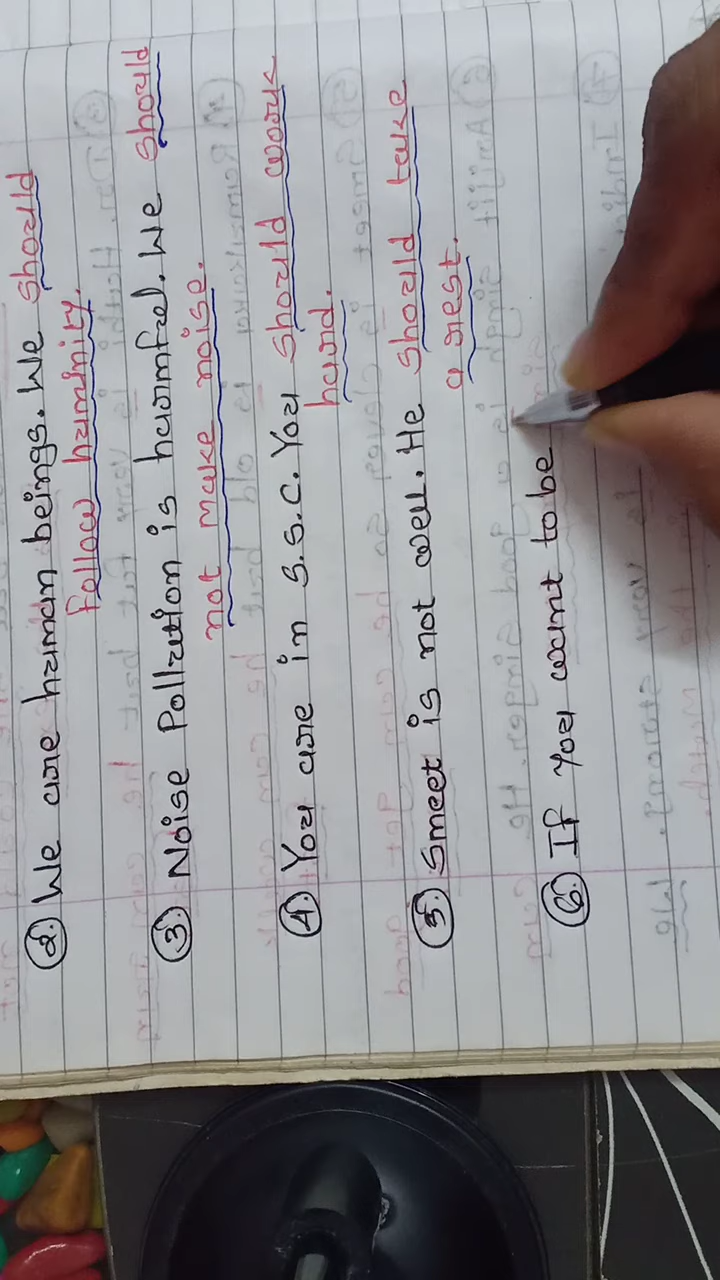 2. We are human beings. We should
follow huminity.
3. Noise Pollution is harmful. We should
not make noise.
4. You are in S.S.C. You should work
hard.
5. Smeet is not well. He should take
a rest.
6. If you want to be